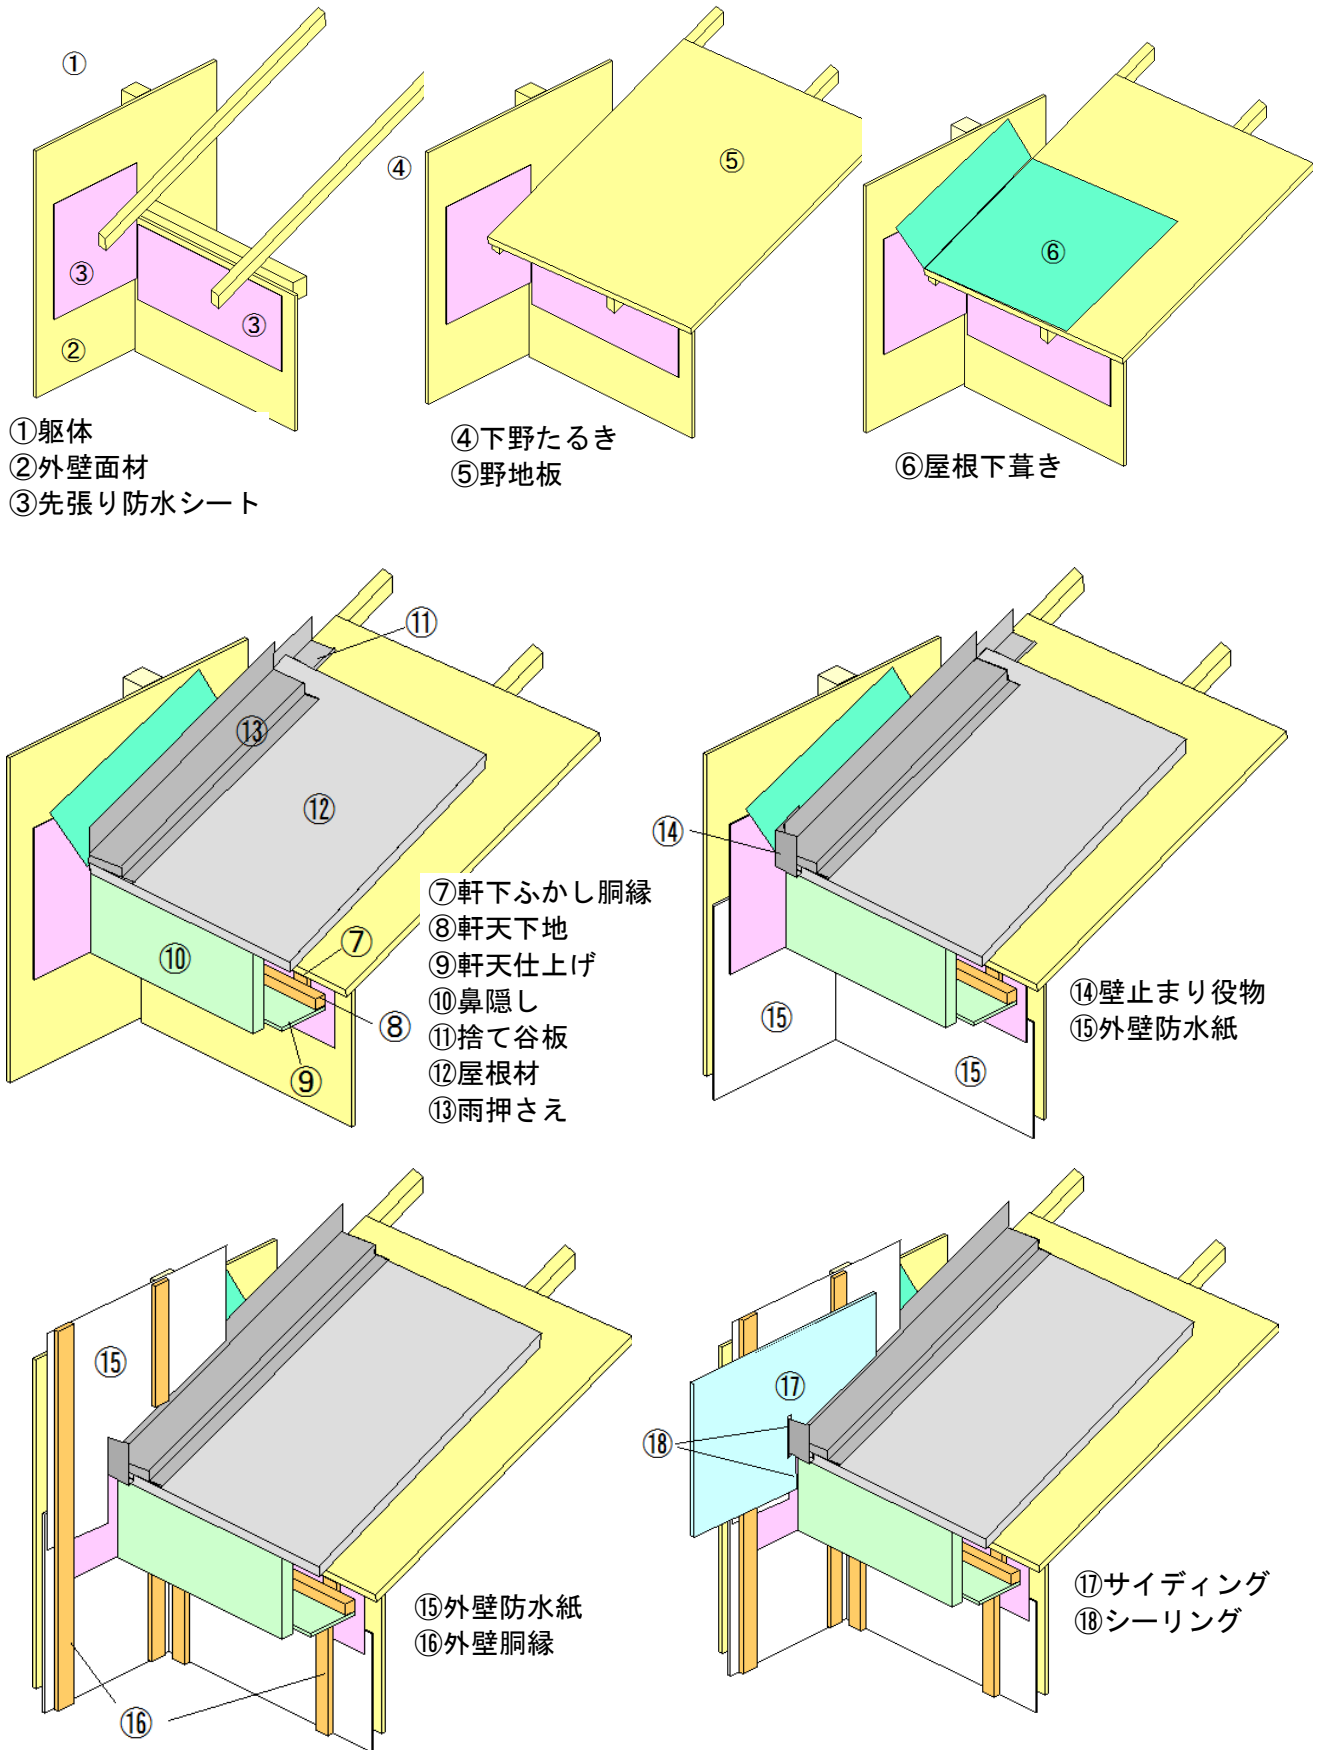 ①
③
③
②
①躯体
②外壁面材
③先張り防水シート
④
⑤
④下野たるき
⑤野地板
⑥
⑥屋根下葺き
⑪
⑬
⑫
⑩
⑦
⑧
⑨
⑦軒下ふかし胴縁
⑧軒天下地
⑨軒天仕上げ
⑩鼻隠し
⑪捨て谷板
⑫屋根材
⑬雨押さえ
⑭
⑮
⑮
⑭壁止まり役物
⑮外壁防水紙
⑮
⑯
⑮外壁防水紙
⑯外壁胴縁
⑰
⑱
⑰サイディング
⑱シーリング